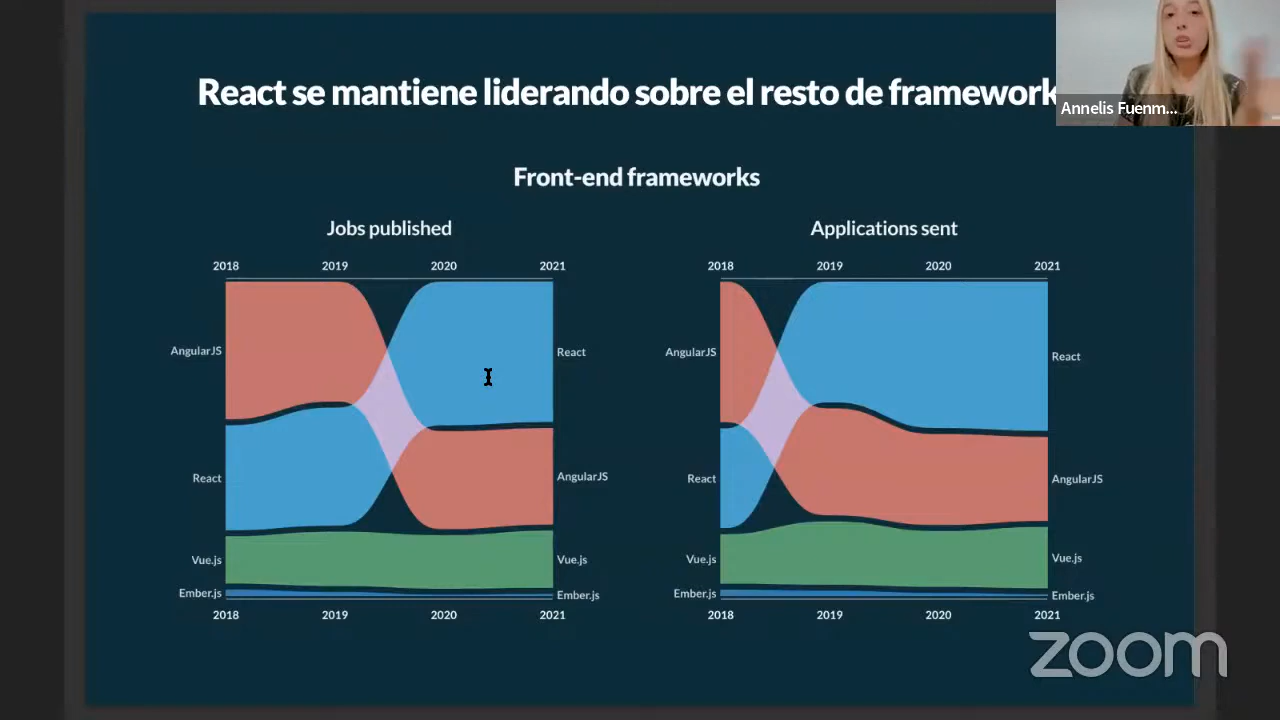 React se mantiene liderando sobre el resto de framework
Annelis Fuenm...
Front-end frameworks
Jobs published
2018 2019 2020 2021
AngularJS
React
Vue.js
Ember.js
React
AngularJS
Vue.js
Ember.js
2018 2019 2020 2021
Applications sent
2018 2019 2020 2021
AngularJS
React
Vue.js
Ember.js
React
AngularJS
Vue.js
Ember.js
2018 2019 2020 2021
zoom